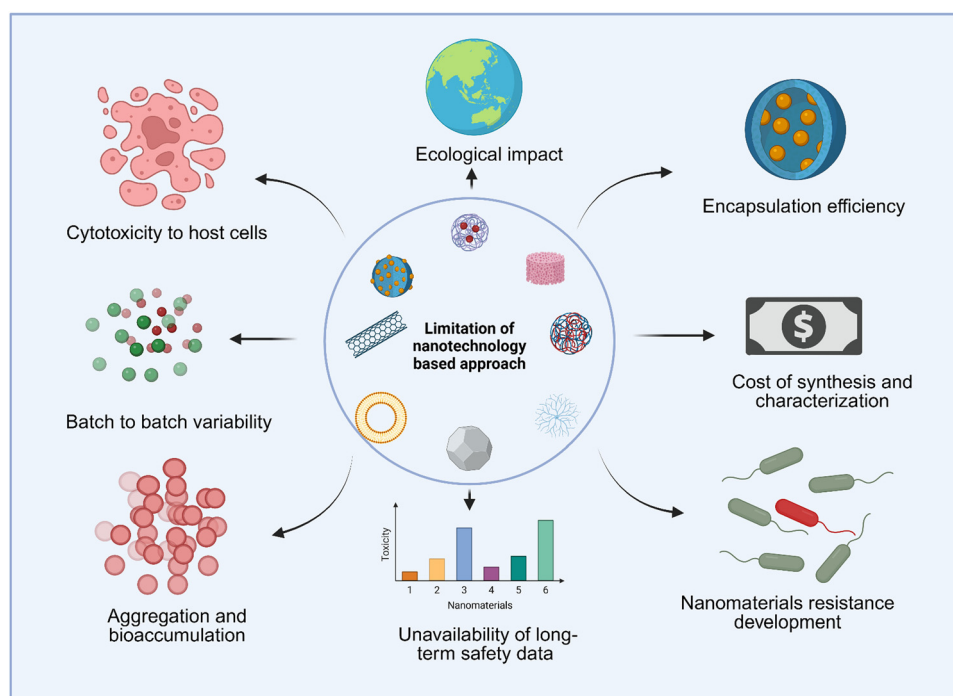 Ecological impact
Encapsulation efficiency
Cytotoxicity to host cells
Limitation of
nanotechnology
based approach
$
Cost of synthesis and
characterization
Batch to batch variability
Aggregation and
bioaccumulation
Toxicity
1 2 3 4 5 6
Nanomaterials
Unavailability of long-
term safety data
Nanomaterials resistance
development